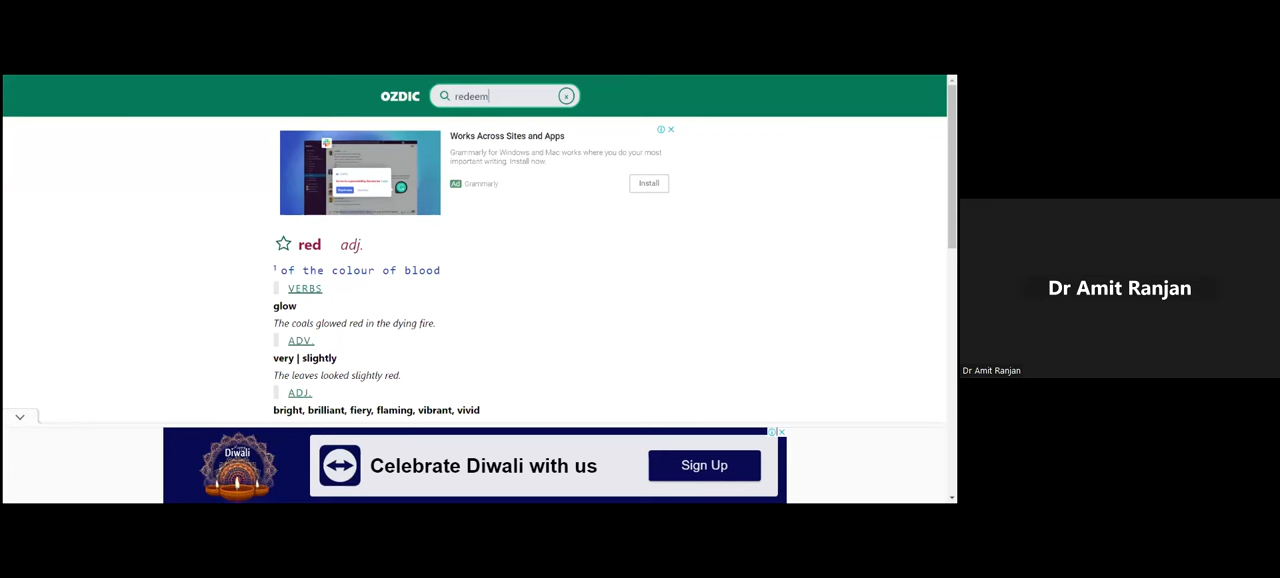 OZDIC redeem x
Works Across Sites and Apps
Grammarly for Windows and Mac works where you do your most
important writing. Install now.
Ad Grammarly Install
red adj.
1 of the colour of blood
VERBS
glow
The coals glowed red in the dying fire.
ADV.
very | slightly
The leaves looked slightly red.
ADJ.
bright, brilliant, fiery, flaming, vibrant, vivid
Diwali
Celebrate Diwali with us
Sign Up
Dr Amit Ranjan
Dr Amit Ranjan